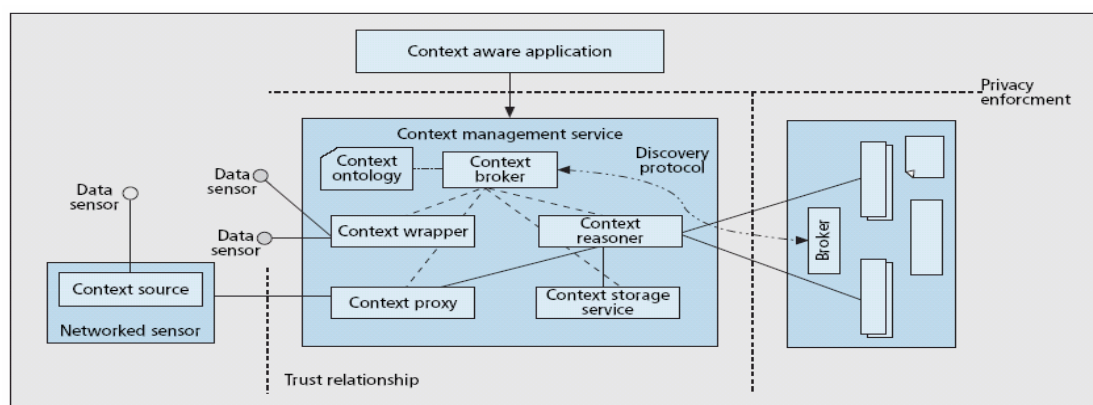 Context aware application
Privacy
enforcment
Context management service
Context
ontology
Context
broker
Discovery
protocol
Data
sensor
Data
sensor
Data
sensor
Context wrapper
Context
reasoner
Broker
Context source
Context proxy
Context storage
service
Networked sensor
Trust relationship